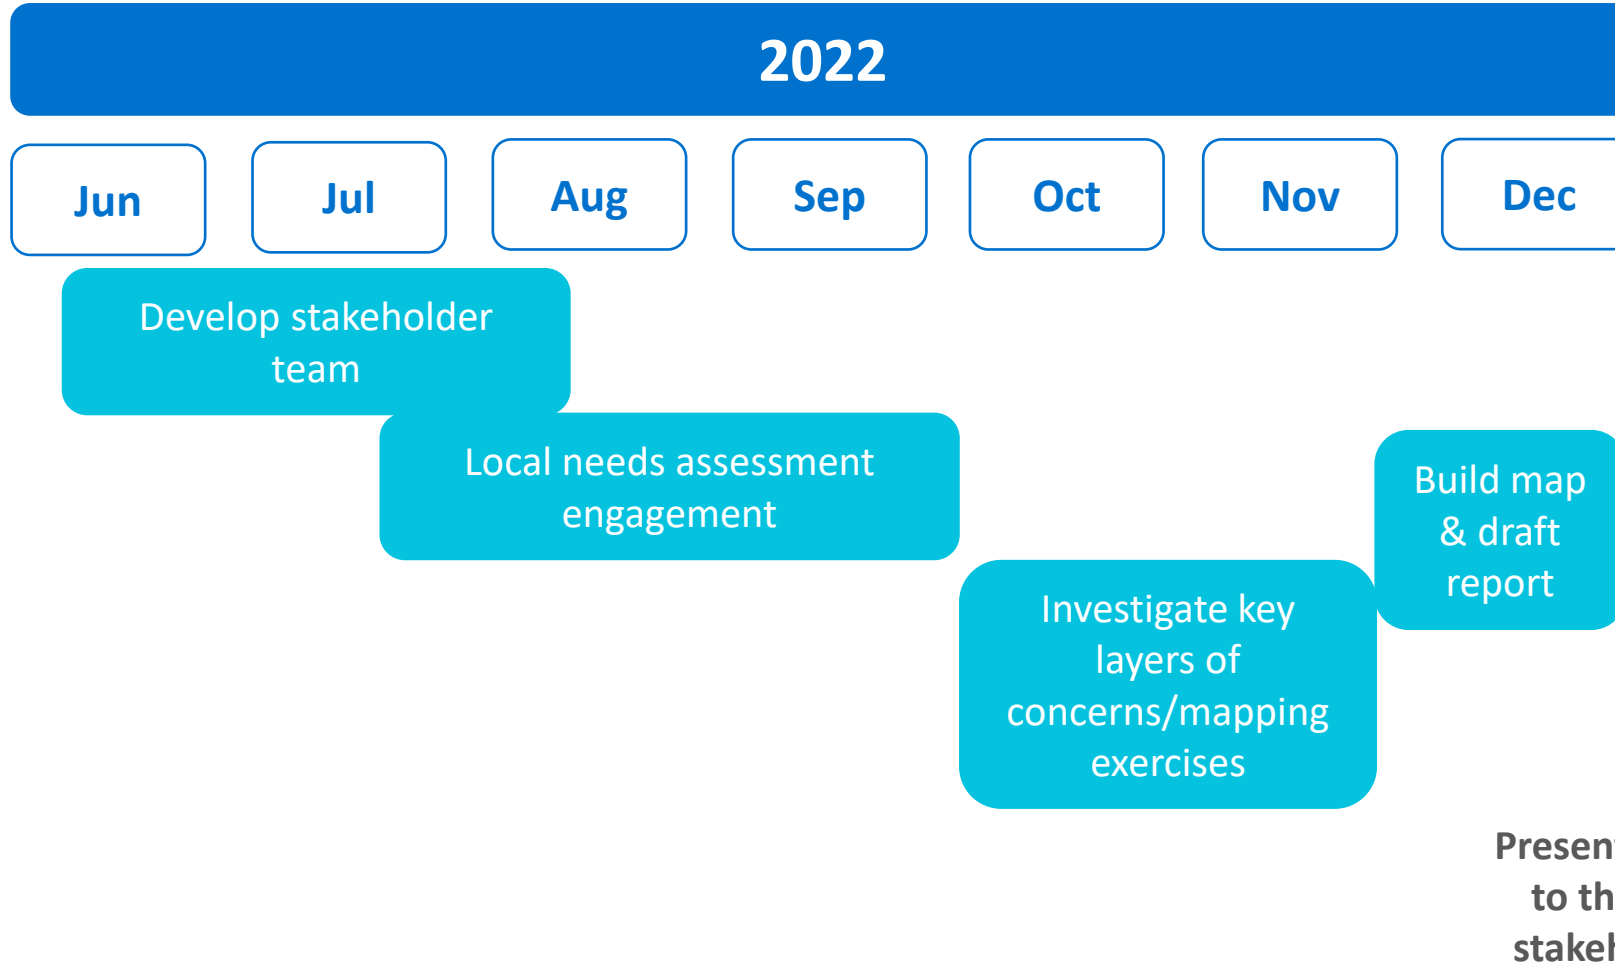 2022
Jun
Jul
Aug
Sep
Oct
Nov
Dec
Develop stakeholder
team
Local needs assessment
engagement
Build map
& draft
report
Investigate key
layers of
concerns/mapping
exercises
to